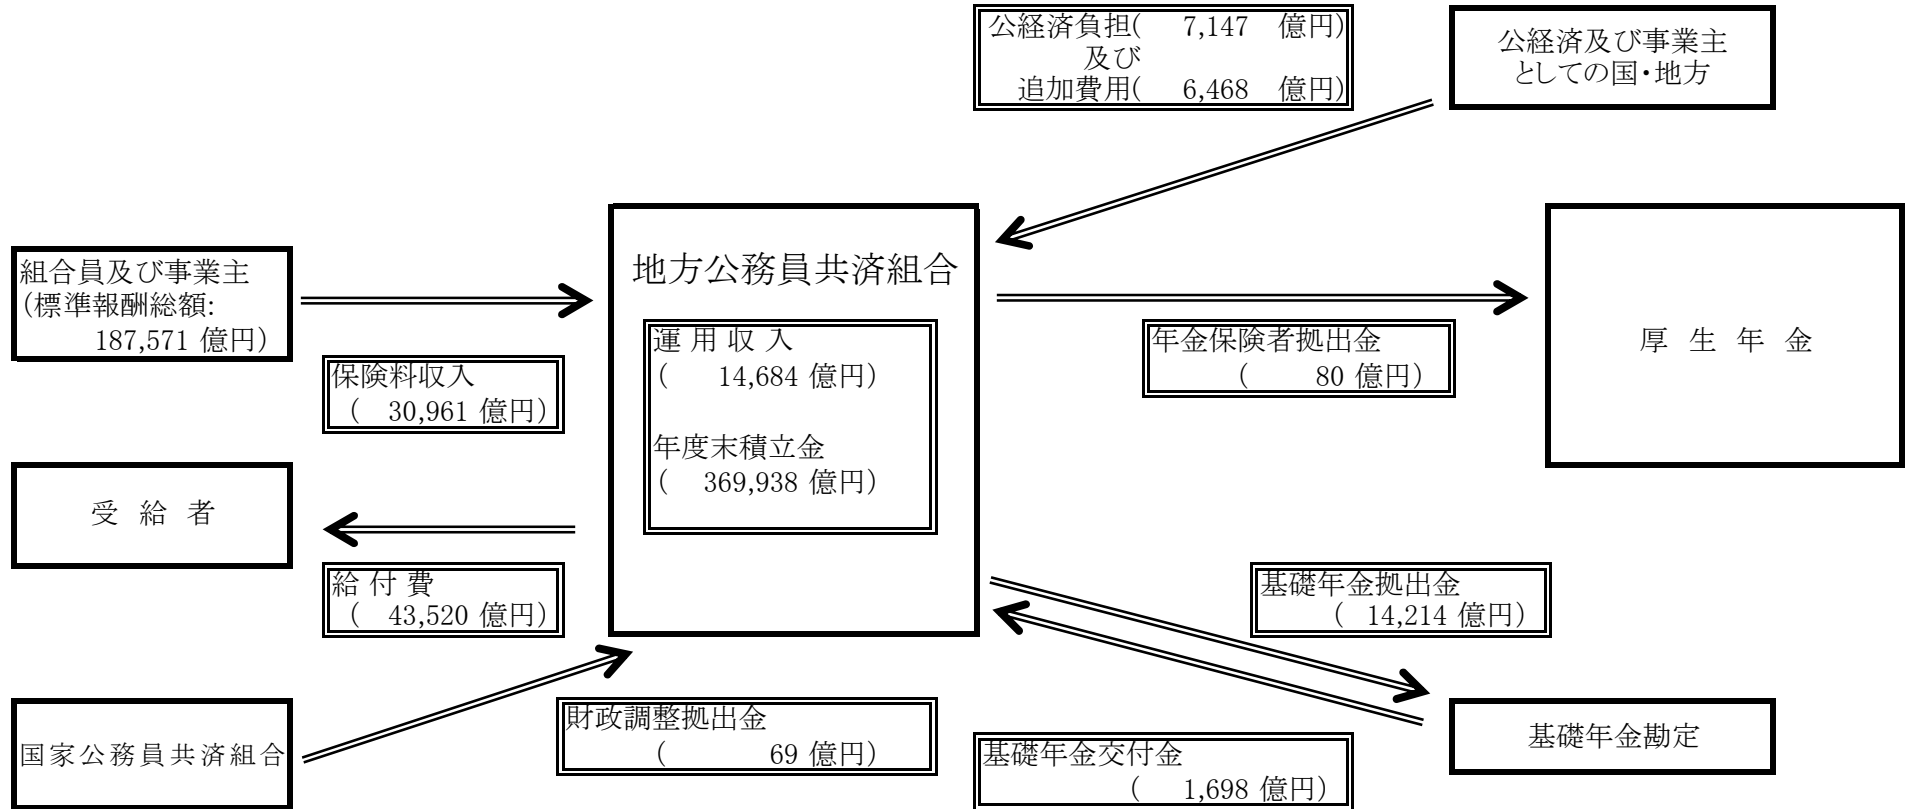 公経済負担( 7,147 億円)
及び
追加費用( 6,468 億円)
公経済及び事業主
としての国・地方
組合員及び事業主
(標準報酬総額:
187,571 億円)
保険料収入
( 30,961 億円)
地方公務員共済組合
運 用 収 入
( 14,684 億円)
年度末積立金
( 369,938 億円)
年金保険者拠出金
( 80 億円)
厚 生 年 金
受 給 者
給 付 費
( 43,520 億円)
基礎年金拠出金
( 14,214 億円)
国家公務員共済組合
財政調整拠出金
( 69 億円)
基礎年金交付金
( 1,698 億円)
基礎年金勘定